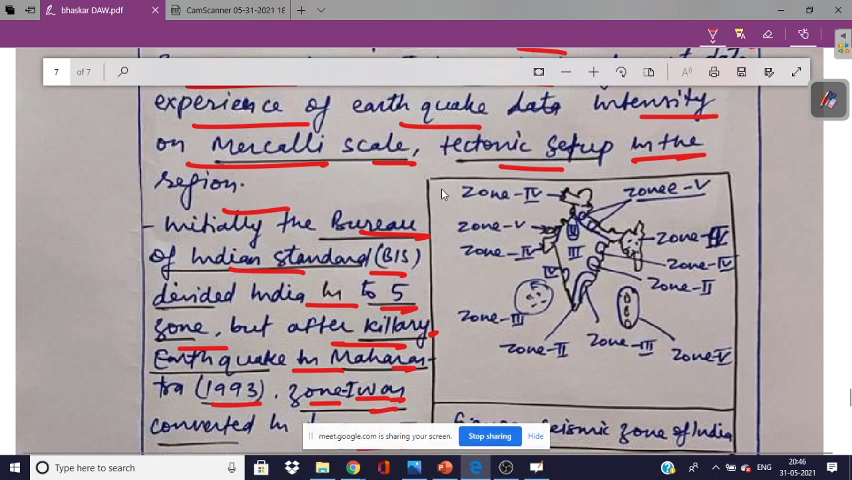 bhaskar DAW.pdf
CamScanner 05-31-2021 18
7 of 7
experience of earth quake data intensity
on Mercalli scale, tectonic setup in the
region.
- Initially the Bureau
of Indian standard (BIS)
divided India in to 5
zone, but after killary
Earthquake in Maharas-
tra (1993). zone-I was
converted in
zone-IV
zonee-V
zone-V
zone-IV
II
III
IV
zone-IV
zone-II
zone-III
zone-II
zone-III
zone-V
seismic zone of India
meet.google.com is sharing your screen.
Stop sharing
Hide
Type here to search
ENG
20:46
31-05-2021